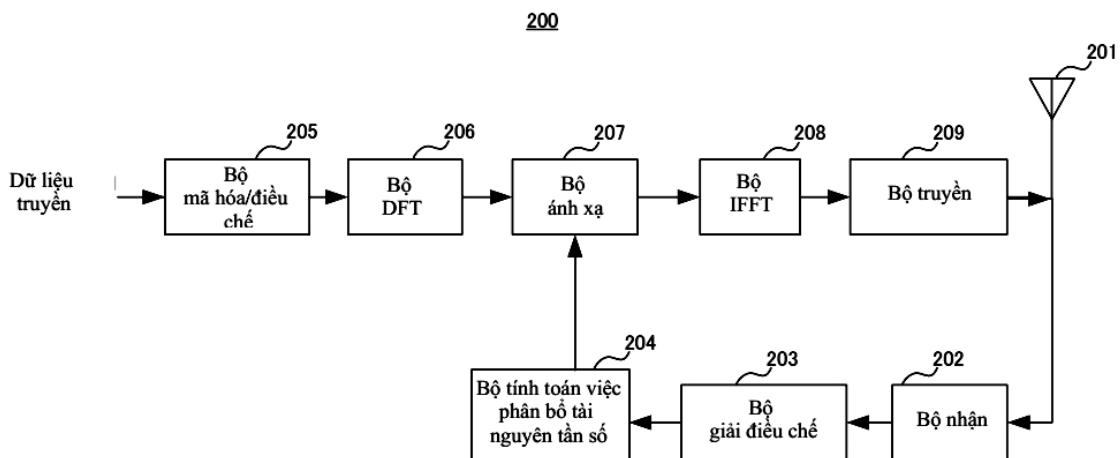 200
201
205
206
207
208
209
Dữ liệu
truyền
Bộ
mã hóa/điều
chế
Bộ
DFT
Bộ
ánh xạ
Bộ
IFFT
Bộ truyền
204
203
202
Bộ tính toán việc
phân bổ tài
nguyên tần số
Bộ
giải điều chế
Bộ nhận